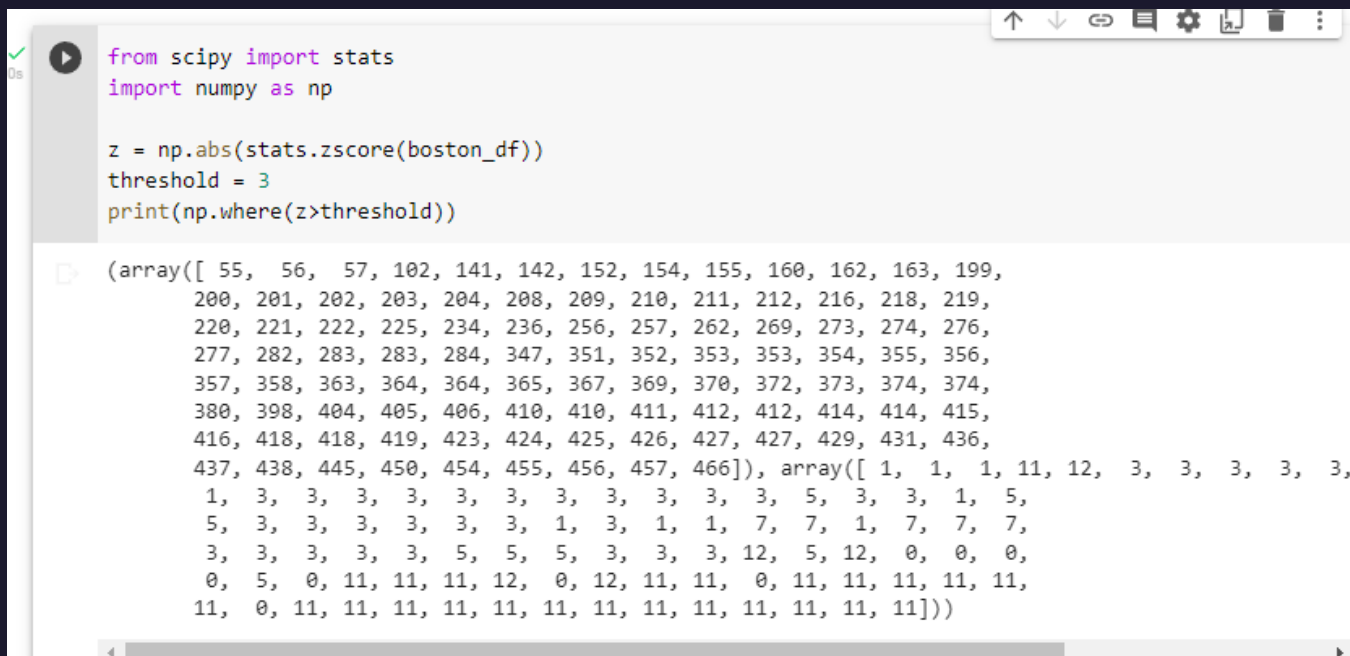 from scipy import stats
import numpy as np
z = np.abs(stats.zscore(boston_df))
threshold = 3
print(np.where(z>threshold))
0s
(array([ 55,  56,  57, 102, 141, 142, 152, 154, 155, 160, 162, 163, 199,
200, 201, 202, 203, 204, 208, 209, 210, 211, 212, 216, 218, 219,
220, 221, 222, 225, 234, 236, 256, 257, 262, 269, 273, 274, 276,
277, 282, 283, 283, 284, 347, 351, 352, 353, 353, 354, 355, 356,
357, 358, 363, 364, 364, 365, 367, 369, 370, 372, 373, 374, 374,
380, 398, 404, 405, 406, 410, 410, 411, 412, 412, 414, 414, 415,
416, 418, 418, 419, 423, 424, 425, 426, 427, 427, 429, 431, 436,
437, 438, 445, 450, 454, 455, 456, 457, 466]), array([ 1,  1,  1, 11, 12,  3,  3,  3,  3,  3,
1,  3,  3,  3,  3,  3,  3,  3,  3,  3,  3,  3,  5,  3,  3,  1,  5,
5,  3,  3,  3,  3,  3,  3,  1,  3,  1,  1,  7,  7,  1,  7,  7,  7,
3,  3,  3,  3,  3,  5,  5,  5,  3,  3,  3, 12,  5, 12,  0,  0,  0,
0,  5,  0, 11, 11, 11, 12,  0, 12, 11, 11,  0, 11, 11, 11, 11, 11,
11,  0, 11, 11, 11, 11, 11, 11, 11, 11, 11, 11, 11, 11, 11]))